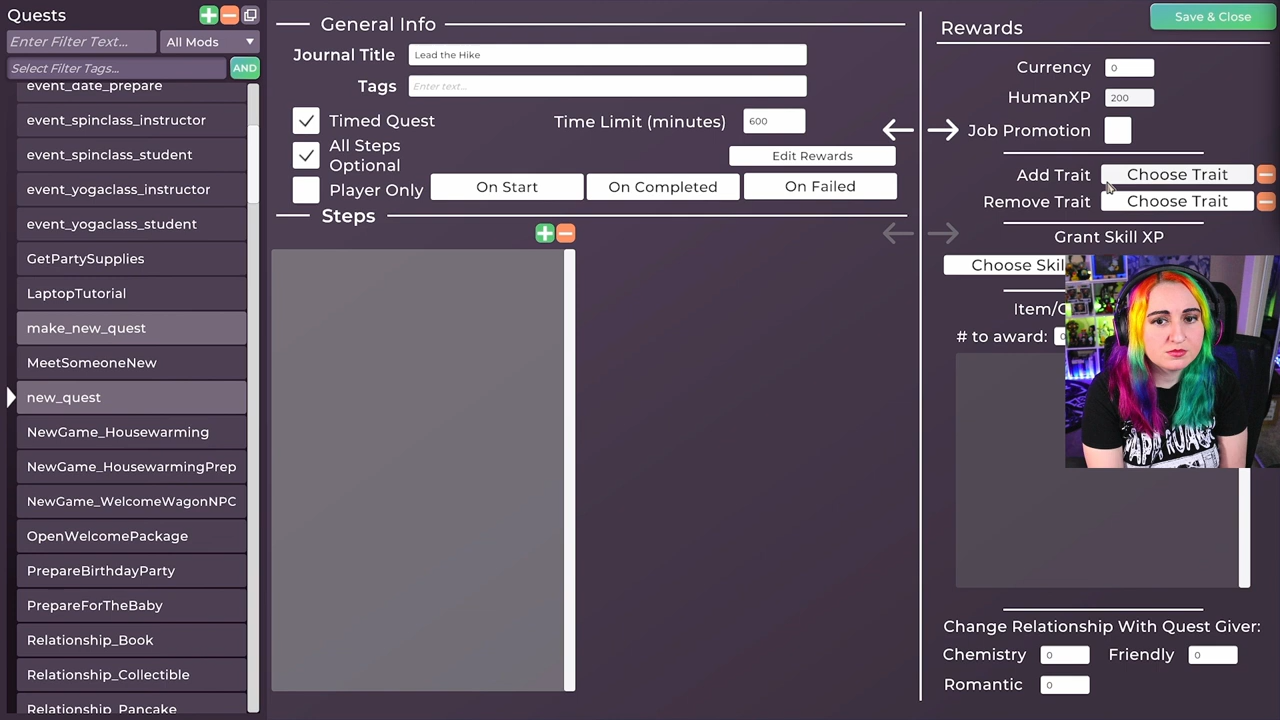 Quests
Enter Filter Text...
All Mods
Select Filter Tags...
AND
event_date_prepare
event_spinclass_instructor
event_spinclass_student
event_yogaclass_instructor
event_yogaclass_student
GetPartySupplies
LaptopTutorial
make_new_quest
MeetSomeoneNew
new_quest
NewGame_Housewarming
NewGame_HousewarmingPrep
NewGame_WelcomeWagonNPC
OpenWelcomePackage
PrepareBirthdayParty
PrepareForTheBaby
Relationship_Book
Relationship_Collectible
Relationship_Pancake
General Info
Journal Title
Lead the Hike
Tags
Enter text...
Timed Quest
Time Limit (minutes)
600
All Steps
Optional
Edit Rewards
Player Only
On Start
On Completed
On Failed
Steps
Save & Close
Rewards
Currency
0
HumanXP
200
Job Promotion
Add Trait
Choose Trait
Remove Trait
Choose Trait
Grant Skill XP
Choose Skil
# to award:
Change Relationship With Quest Giver:
Chemistry
0
Friendly
0
Romantic
0